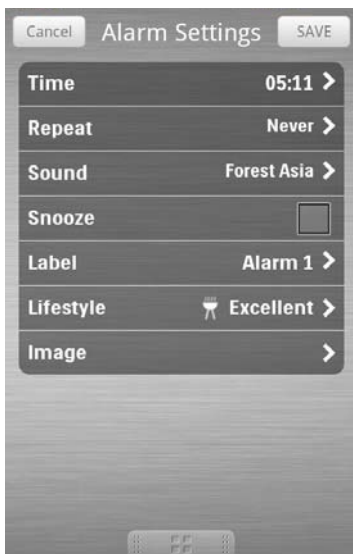 Cancel Alarm Settings SAVE
Time 05:11
Repeat Never
Sound Forest Asia
Snooze
Label Alarm 1
Lifestyle Excellent
Image